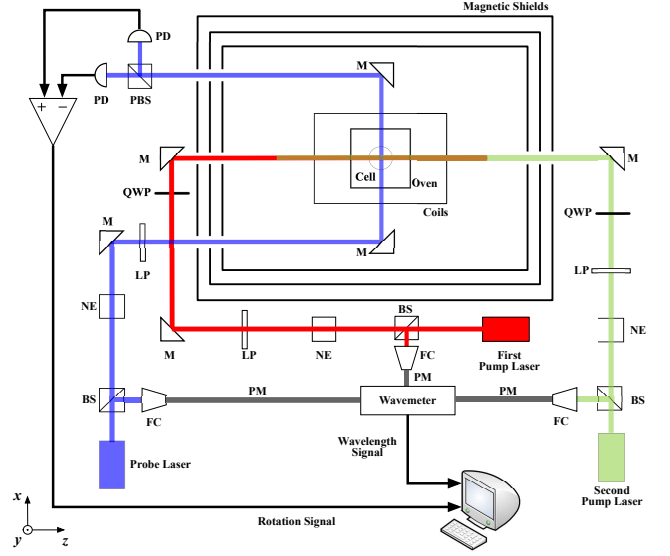 Magnetic Shields
PD
M
PD
PBS
+ −
M
M
Cell
Oven
QWP
Coils
QWP
M
M
LP
LP
NE
BS
NE
M
LP
NE
FC
First
Pump Laser
PM
BS
FC
PM
Wavemeter
PM
FC
BS
Wavelength
Signal
Probe Laser
Second
Pump Laser
x
y
z
Rotation Signal